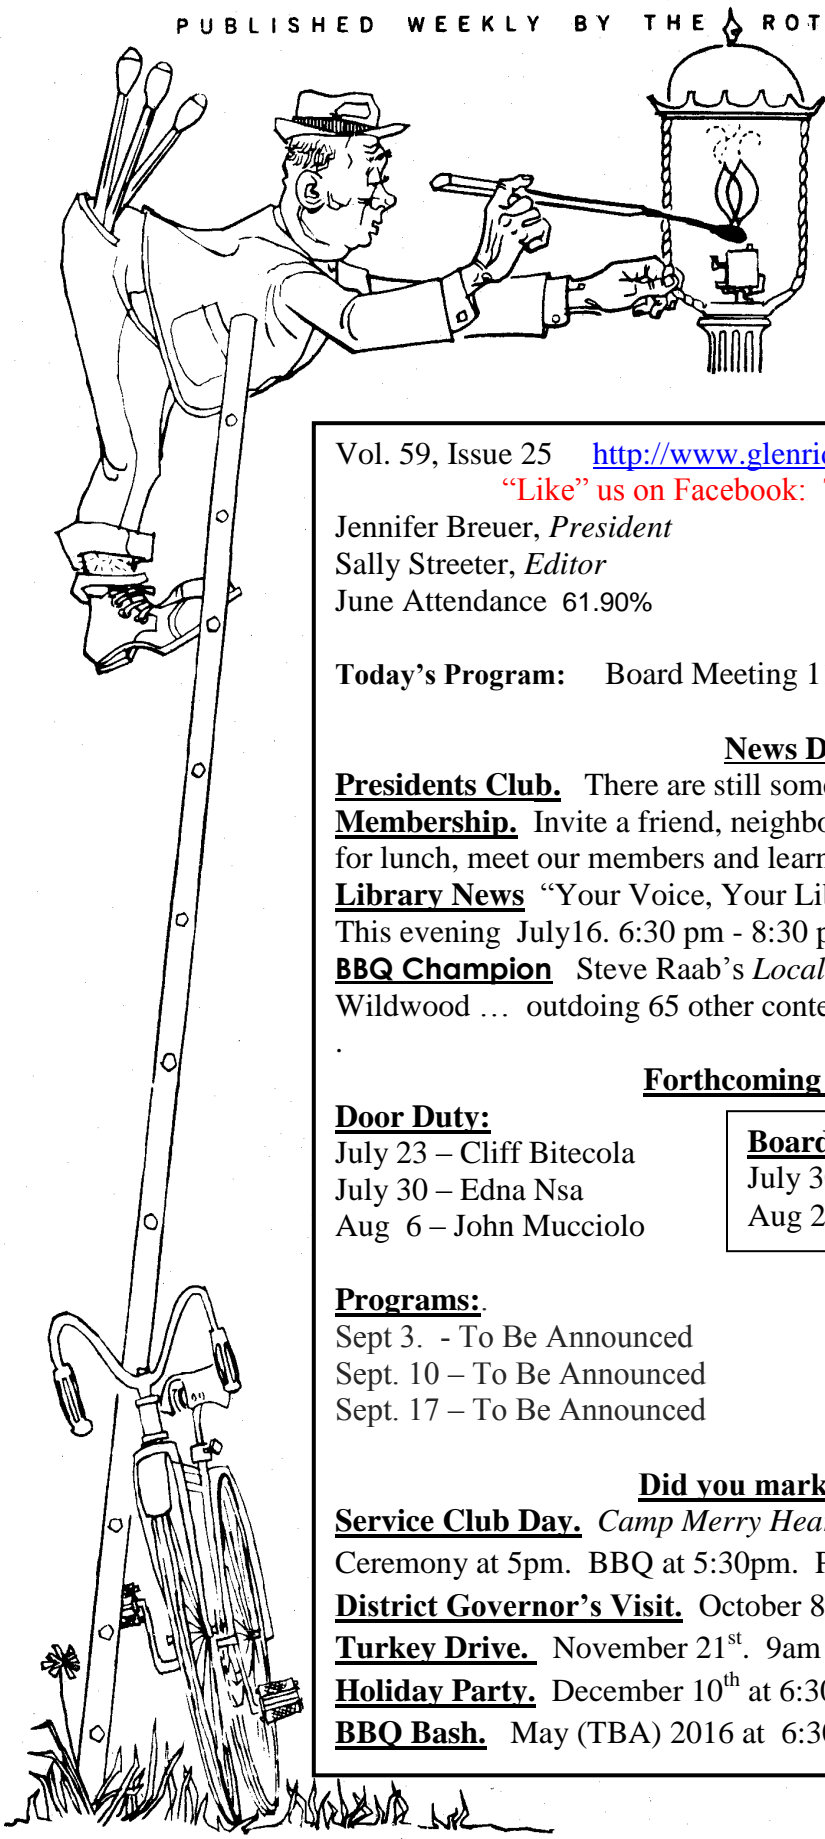 PUBLISHED WEEKLY BY THE ROT
Vol. 59, Issue 25 http://www.glenri
“Like” us on Facebook:
Jennifer Breuer, President
Sally Streeter, Editor
June Attendance 61.90%
Today’s Program: Board Meeting 1
News D
Presidents Club. There are still som
Membership. Invite a friend, neighbo
for lunch, meet our members and learn
Library News “Your Voice, Your Li
This evening July16. 6:30 pm - 8:30 p
BBQ Champion Steve Raab’s Local
Wildwood … outdoing 65 other conte
.
Forthcoming
Door Duty:
July 23 – Cliff Bitecola
July 30 – Edna Nsa
Aug 6 – John Mucciolo
Board
July 3
Aug 2
Programs:.
Sept 3. - To Be Announced
Sept. 10 – To Be Announced
Sept. 17 – To Be Announced
Did you mark
Service Club Day. Camp Merry Hea
Ceremony at 5pm. BBQ at 5:30pm.
District Governor’s Visit. October 8
Turkey Drive. November 21st. 9am
Holiday Party. December 10th at 6:30
BBQ Bash. May (TBA) 2016 at 6:30